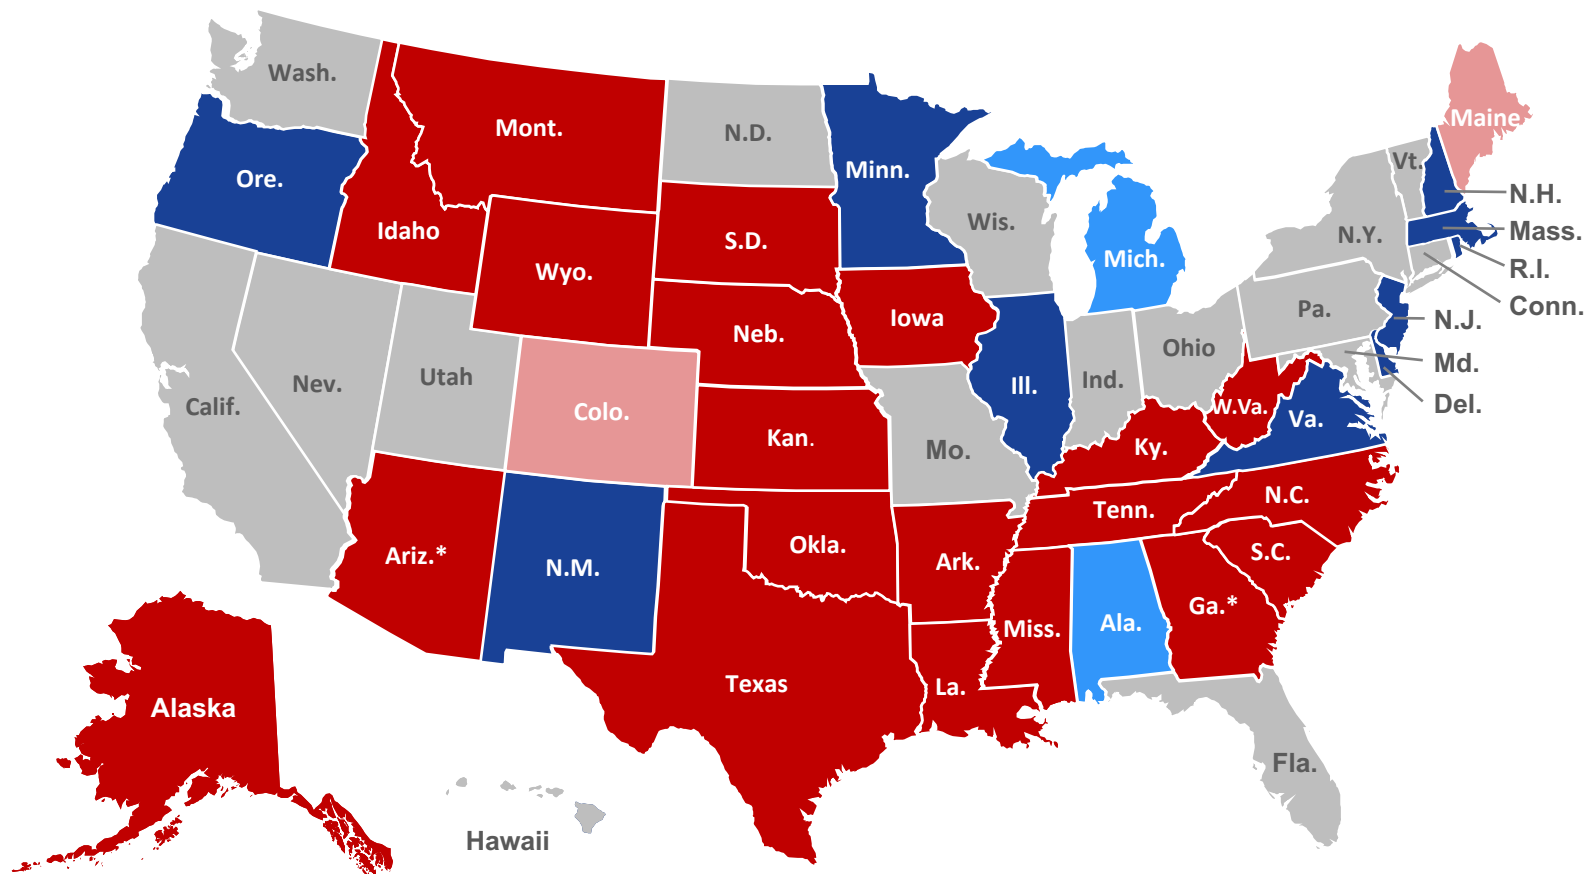 Wash.
Mont.
N.D.
Minn.
Maine
Vt.
Ore.
Idaho
N.H.
Wis.
N.Y.
Mass.
S.D.
Mich.
R.I.
Wyo.
Conn.
Pa.
Iowa
N.J.
Neb.
Ohio
Md.
Utah
Nev.
Ind.
Ill.
Del.
Calif.
W.Va.
Colo.
Va.
Kan.
Ky.
Mo.
N.C.
Tenn.
Okla.
S.C.
Ariz.*
Ark.
N.M.
Ga.*
Ala.
Miss.
Texas
La.
Alaska
Fla.
Hawaii